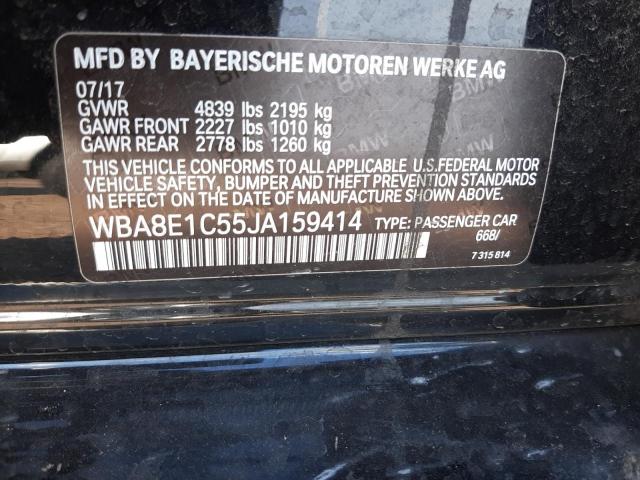 MFD BY BAYERISCHE MOTOREN WERKE AG
07/17
GVWR 4839 lbs 2195 kg
GAWR FRONT 2227 lbs 1010 kg
GAWR REAR 2778 lbs 1260 kg
THIS VEHICLE CONFORMS TO ALL APPLICABLE U.S.FEDERAL MOTOR
VEHICLE SAFETY, BUMPER AND THEFT PREVENTION STANDARDS
IN EFFECT ON THE DATE OF MANUFACTURE SHOWN ABOVE.
WBA8E1C55JA159414 TYPE: PASSENGER CAR
668/
7 315 814